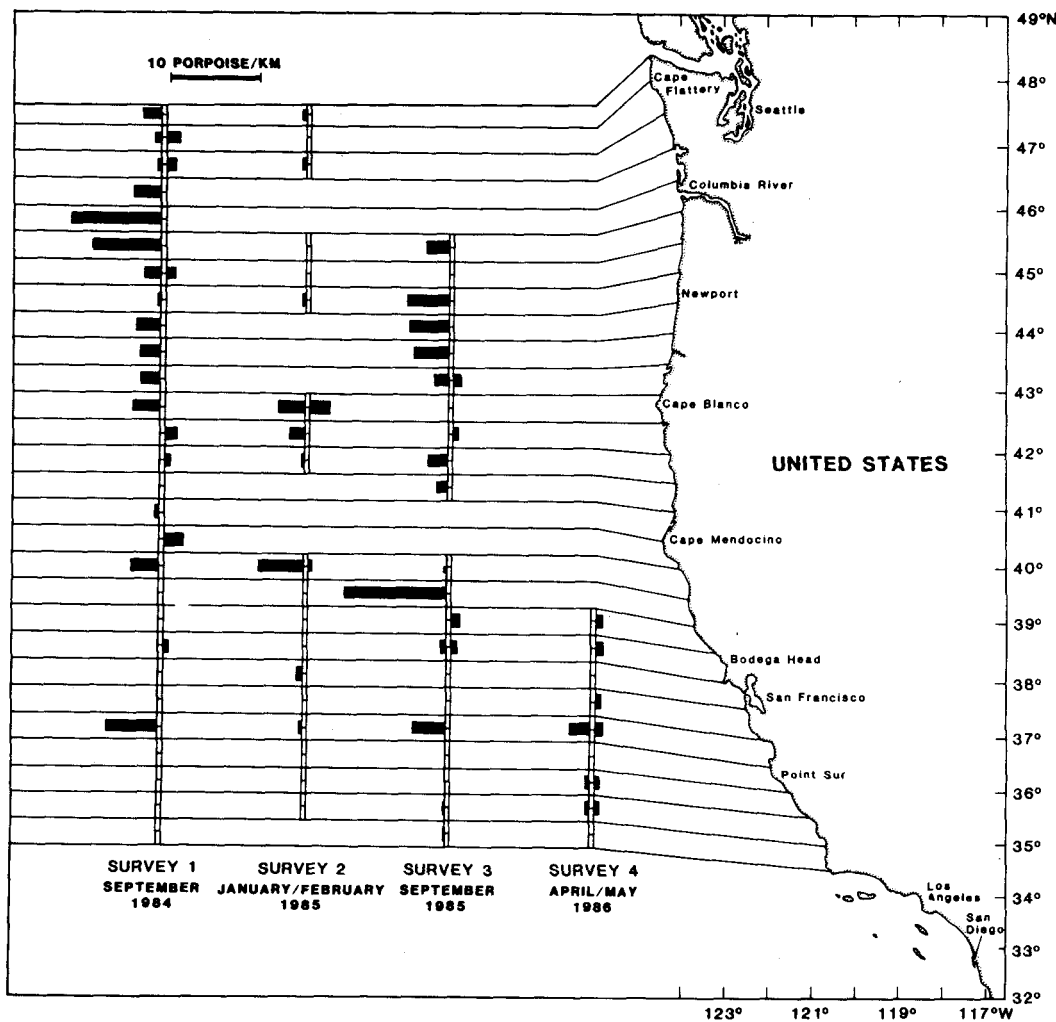 49°N
10 PORPOISE/KM
48°
Cape
Flattery
Seattle
47°
Columbia River
46°
45°
Newport
44°
43°
Cape Blanco
42°
UNITED STATES
41°
Cape Mendocino
40°
39°
Bodega Head
38°
San Francisco
37°
Point Sur
36°
35°
SURVEY 1 SURVEY 2 SURVEY 3 SURVEY 4
SEPTEMBER JANUARY/FEBRUARY SEPTEMBER APRIL/MAY
1984 1985 1985 1986
Los
Angeles
34°
San
Diego
33°
32°
123° 121° 119° 117°W